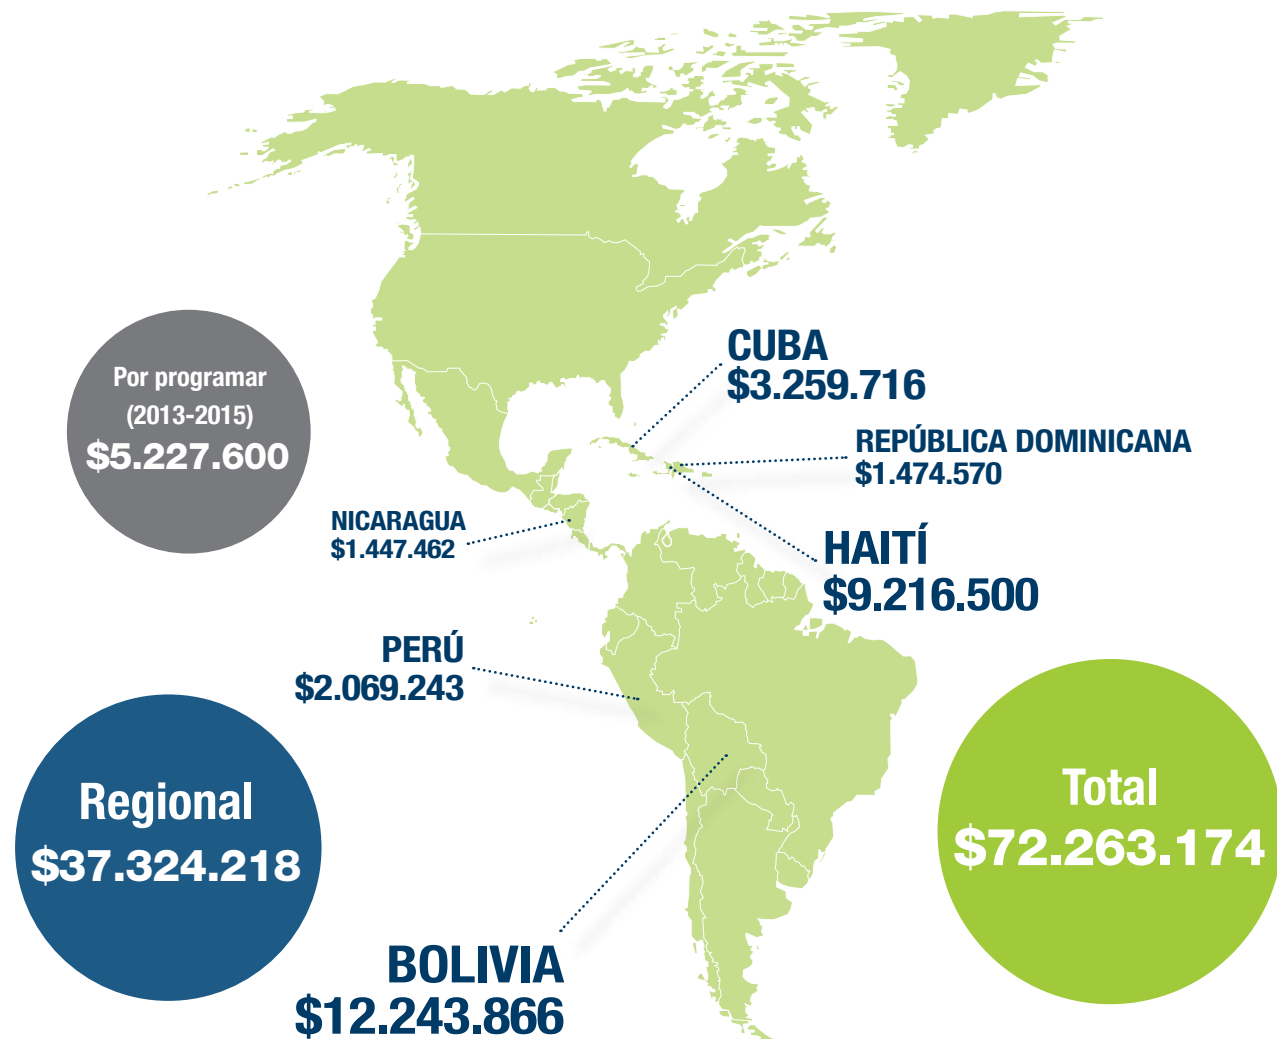 CUBA
$3.259.716
Por programar
(2013-2015)
$5.227.600
REPÚBLICA DOMINICANA
$1.474.570
NICARAGUA
$1.447.462
HAITÍ
$9.216.500
PERÚ
$2.069.243
Regional
$37.324.218
Total
$72.263.174
BOLIVIA
$12.243.866